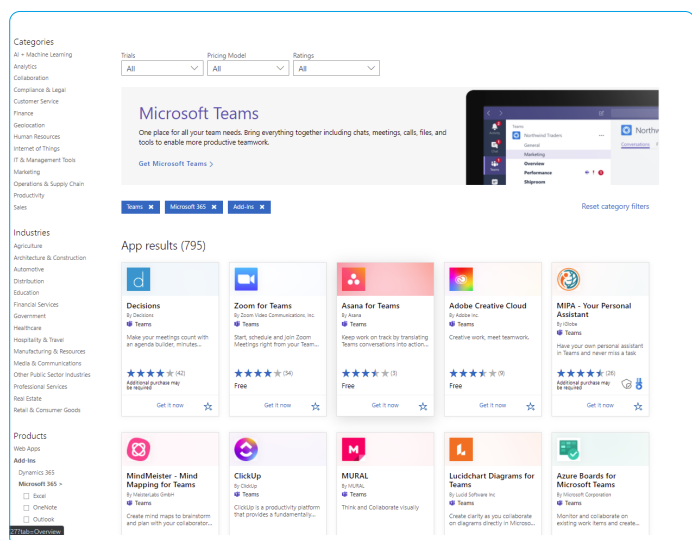 Categories
AI + Machine Learning
Analytics
Collaboration
Compliance & Legal
Customer Service
Finance
Geolocation
Human Resources
Internet of Things
IT & Management Tools
Marketing
Operations & Supply Chain
Productivity
Sales
Industries
Agriculture
Architecture & Construction
Automotive
Distribution
Education
Financial Services
Government
Healthcare
Hospitality & Travel
Manufacturing & Resources
Media & Communications
Other Public Sector Industries
Professional Services
Real Estate
Retail & Consumer Goods
Products
Web Apps
Add-Ins
Dynamics 365
Microsoft 365 >
Excel
OneNote
Outlook
27?tab=Overview
Trials
All
Pricing Model
All
Ratings
All
Microsoft Teams
One place for all your team needs. Bring everything together including chats, meetings, calls, files, and
tools to enable more productive teamwork.
Get Microsoft Teams >
Teams
Northwind Traders
General
Marketing
Overview
Performance
Shiproom
Northw
Conversations
Teams ×
Microsoft 365 ×
Add-Ins ×
Reset category filters
App results (795)
Decisions
By Decisions
Teams
Make your meetings count with
an agenda builder, minutes...
(42)
Additional purchase may
be required
Get it now
Zoom for Teams
By Zoom Video Communications, Inc.
Teams
Start, schedule and join Zoom
Meetings right from your Team...
(34)
Free
Get it now
Asana for Teams
By Asana
Teams
Keep work on track by translating
Teams conversations into action...
(3)
Free
Get it now
Adobe Creative Cloud
By Adobe Inc.
Teams
Creative work, meet teamwork.
(9)
Free
Get it now
MIPA - Your Personal
Assistant
By iGlobe
Teams
Have your own personal assistant
in Teams and never miss a task
(26)
Additional purchase may
be required
Get it now
MindMeister - Mind
Mapping for Teams
By MeisterLabs GmbH
Teams
Create mind maps to brainstorm
and plan with your collaborator...
ClickUp
By ClickUp
Teams
ClickUp is a productivity platform
that provides a fundamentally...
MURAL
By MURAL
Teams
Think and Collaborate visually
Lucidchart Diagrams for
Teams
By Lucid Software Inc
Teams
Create clarity as you collaborate
on diagrams directly in Microso...
Azure Boards for
Microsoft Teams
By Microsoft Corporation
Teams
Monitor and collaborate on
existing work items and create...